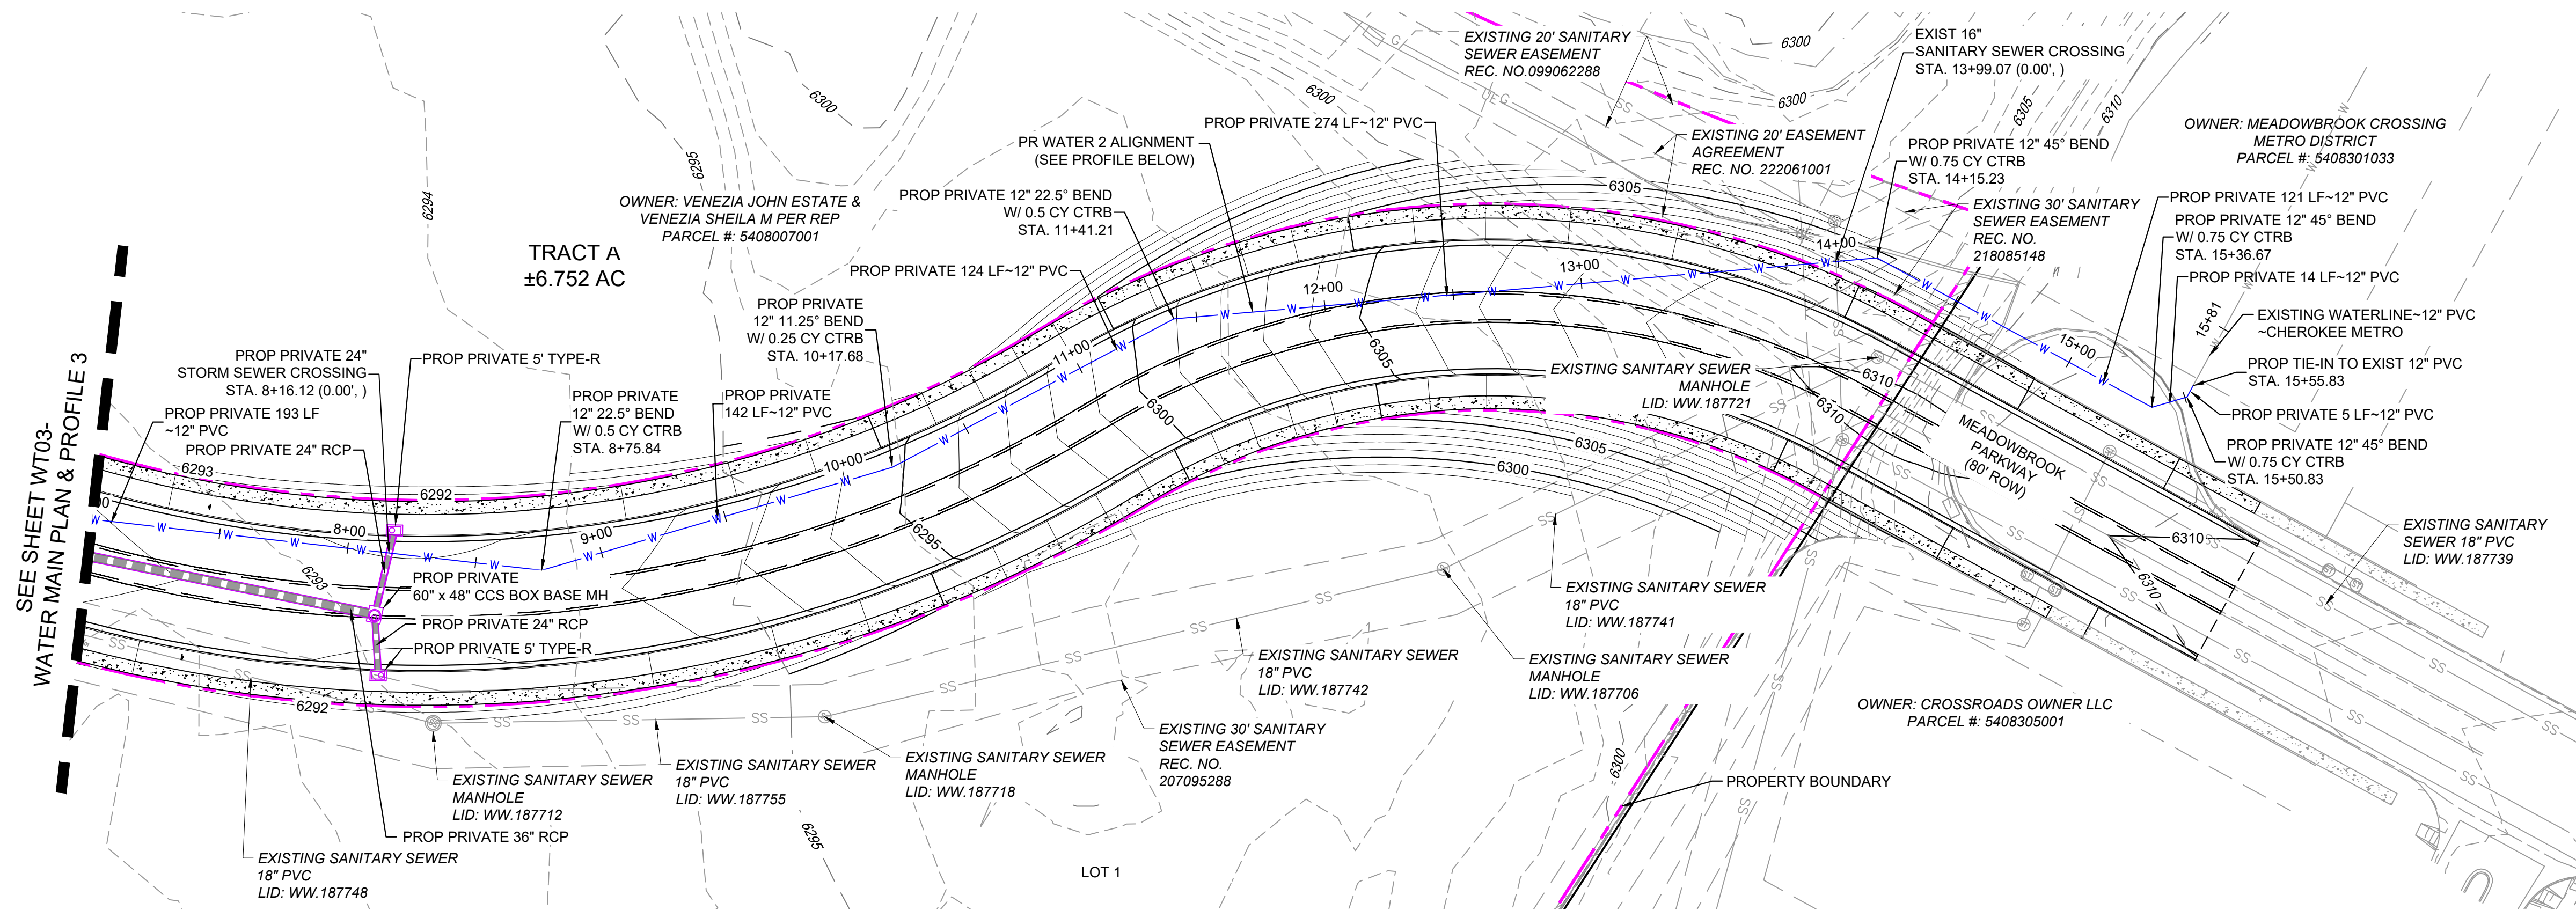 SEE SHEET WT03-
WATER MAIN PLAN & PROFILE 3
TRACT A
±6.752 AC
OWNER: VENEZIA JOHN ESTATE &
VENEZIA SHEILA M PER REP
PARCEL #: 5408007001
PROP PRIVATE 24"
STORM SEWER CROSSING
STA. 8+16.12 (0.00', )
PROP PRIVATE 193 LF
~12" PVC
PROP PRIVATE 24" RCP
PROP PRIVATE 5' TYPE-R
PROP PRIVATE
12" 22.5° BEND
W/ 0.5 CY CTRB
STA. 8+75.84
PROP PRIVATE
142 LF~12" PVC
PROP PRIVATE
12" 11.25° BEND
W/ 0.25 CY CTRB
STA. 10+17.68
PROP PRIVATE 124 LF~12" PVC
PROP PRIVATE 12" 22.5° BEND
W/ 0.5 CY CTRB
STA. 11+41.21
PR WATER 2 ALIGNMENT
(SEE PROFILE BELOW)
PROP PRIVATE 274 LF~12" PVC
EXISTING 20' SANITARY
SEWER EASEMENT
REC. NO.099062288
EXISTING 20' EASEMENT
AGREEMENT
REC. NO. 222061001
EXIST 16"
SANITARY SEWER CROSSING
STA. 13+99.07 (0.00', )
PROP PRIVATE 12" 45° BEND
W/ 0.75 CY CTRB
STA. 14+15.23
EXISTING 30' SANITARY
SEWER EASEMENT
REC. NO.
218085148
OWNER: MEADOWBROOK CROSSING
METRO DISTRICT
PARCEL #: 5408301033
PROP PRIVATE 121 LF~12" PVC
PROP PRIVATE 12" 45° BEND
W/ 0.75 CY CTRB
STA. 15+36.67
PROP PRIVATE 14 LF~12" PVC
EXISTING WATERLINE~12" PVC
~CHEROKEE METRO
PROP TIE-IN TO EXIST 12" PVC
STA. 15+55.83
PROP PRIVATE 5 LF~12" PVC
PROP PRIVATE 12" 45° BEND
W/ 0.75 CY CTRB
STA. 15+50.83
EXISTING SANITARY
SEWER 18" PVC
LID: WW.187739
MEADOWBROOK
PARKWAY
(80' ROW)
EXISTING SANITARY SEWER
MANHOLE
LID: WW.187721
PROP PRIVATE
60" x 48" CCS BOX BASE MH
PROP PRIVATE 24" RCP
PROP PRIVATE 5' TYPE-R
EXISTING SANITARY SEWER
18" PVC
LID: WW.187741
EXISTING SANITARY SEWER
MANHOLE
LID: WW.187706
EXISTING SANITARY SEWER
18" PVC
LID: WW.187742
EXISTING 30' SANITARY
SEWER EASEMENT
REC. NO.
207095288
EXISTING SANITARY SEWER
MANHOLE
LID: WW.187718
EXISTING SANITARY SEWER
18" PVC
LID: WW.187755
EXISTING SANITARY SEWER
MANHOLE
LID: WW.187712
PROP PRIVATE 36" RCP
EXISTING SANITARY SEWER
18" PVC
LID: WW.187748
OWNER: CROSSROADS OWNER LLC
PARCEL #: 5408305001
PROPERTY BOUNDARY
LOT 1
8+00
9+00
10+00
11+00
12+00
13+00
14+00
15+00
15+81
6294
6295
6300
6300
6300
6300
6305
6310
6305
6293
6292
6293
6292
6295
6300
6305
6305
6300
6310
6310
6310
6310
6295
6300